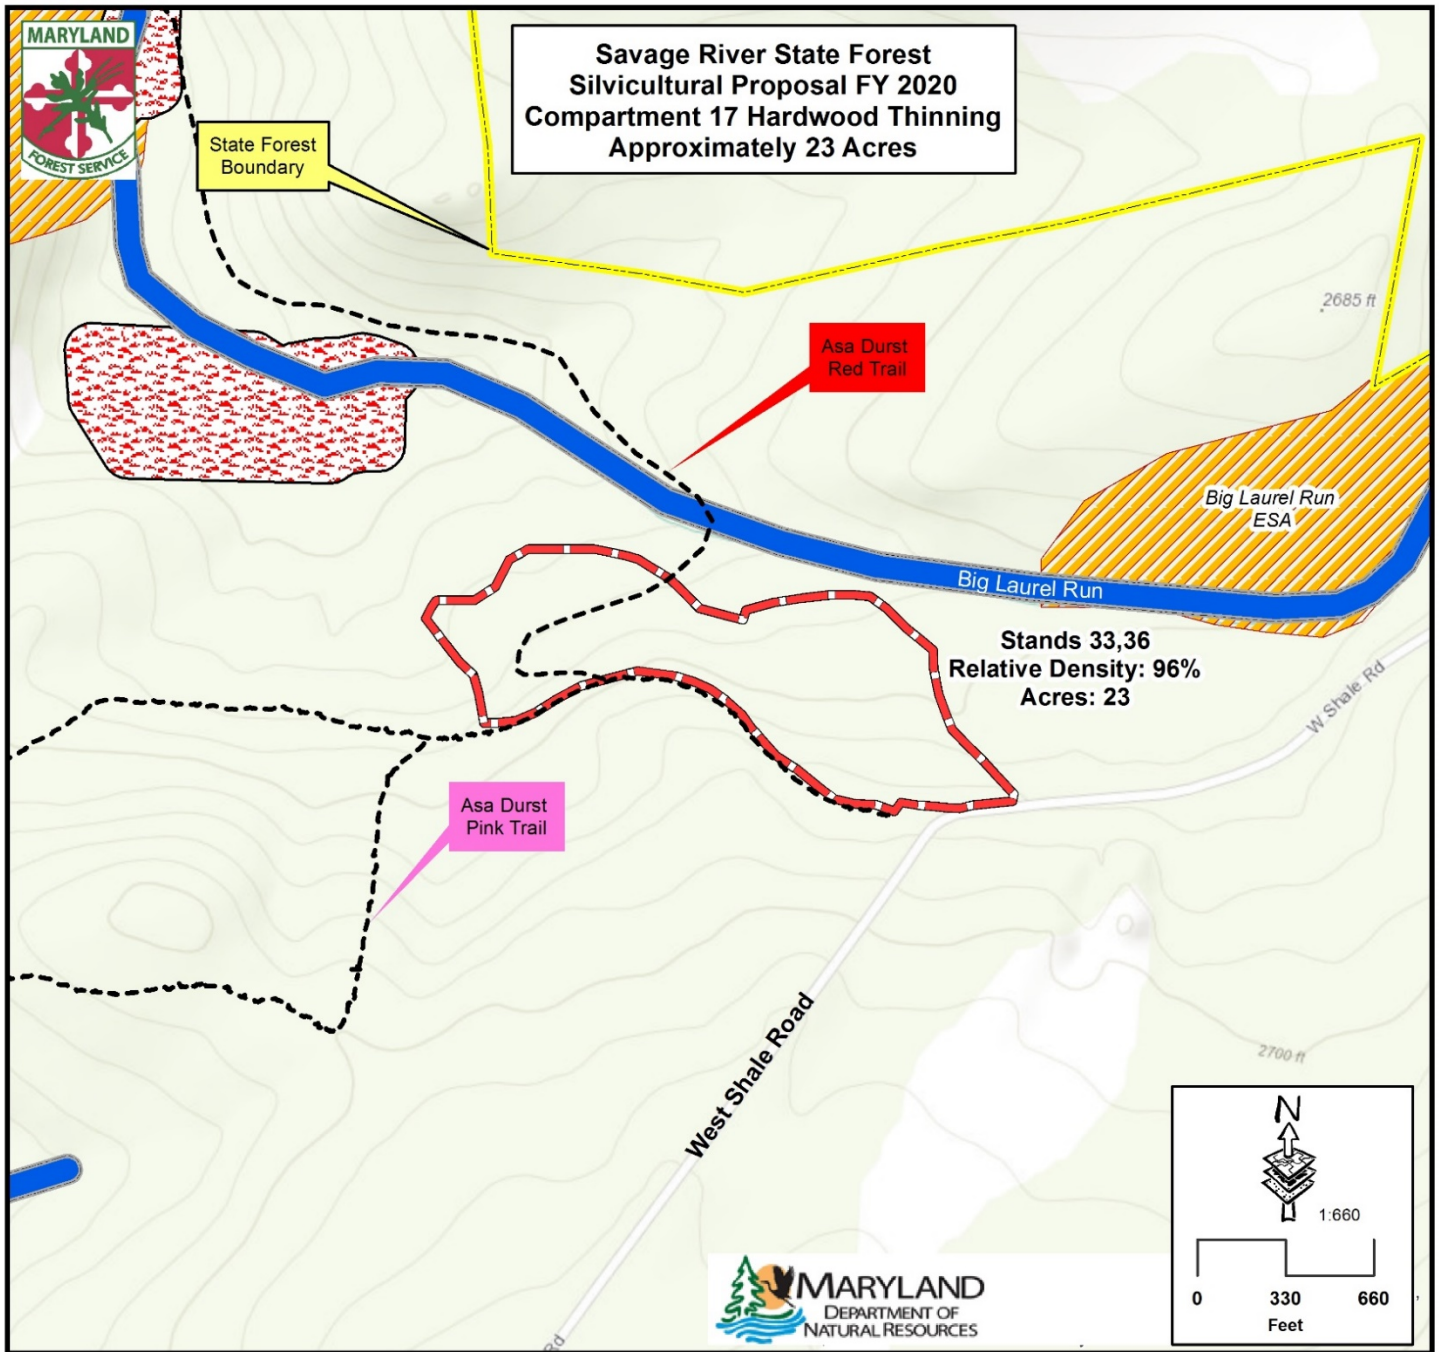 MARYLAND
FOREST SERVICE
Savage River State Forest
Silvicultural Proposal FY 2020
Compartment 17 Hardwood Thinning
Approximately 23 Acres
State Forest
Boundary
2685 ft
Asa Durst
Red Trail
Big Laurel Run
ESA
Big Laurel Run
Stands 33,36
Relative Density: 96%
Acres: 23
W Shale Rd
Asa Durst
Pink Trail
West Shale Road
2700 ft
N
1:660
0 330 660
Feet
MARYLAND
DEPARTMENT OF
NATURAL RESOURCES
Rd